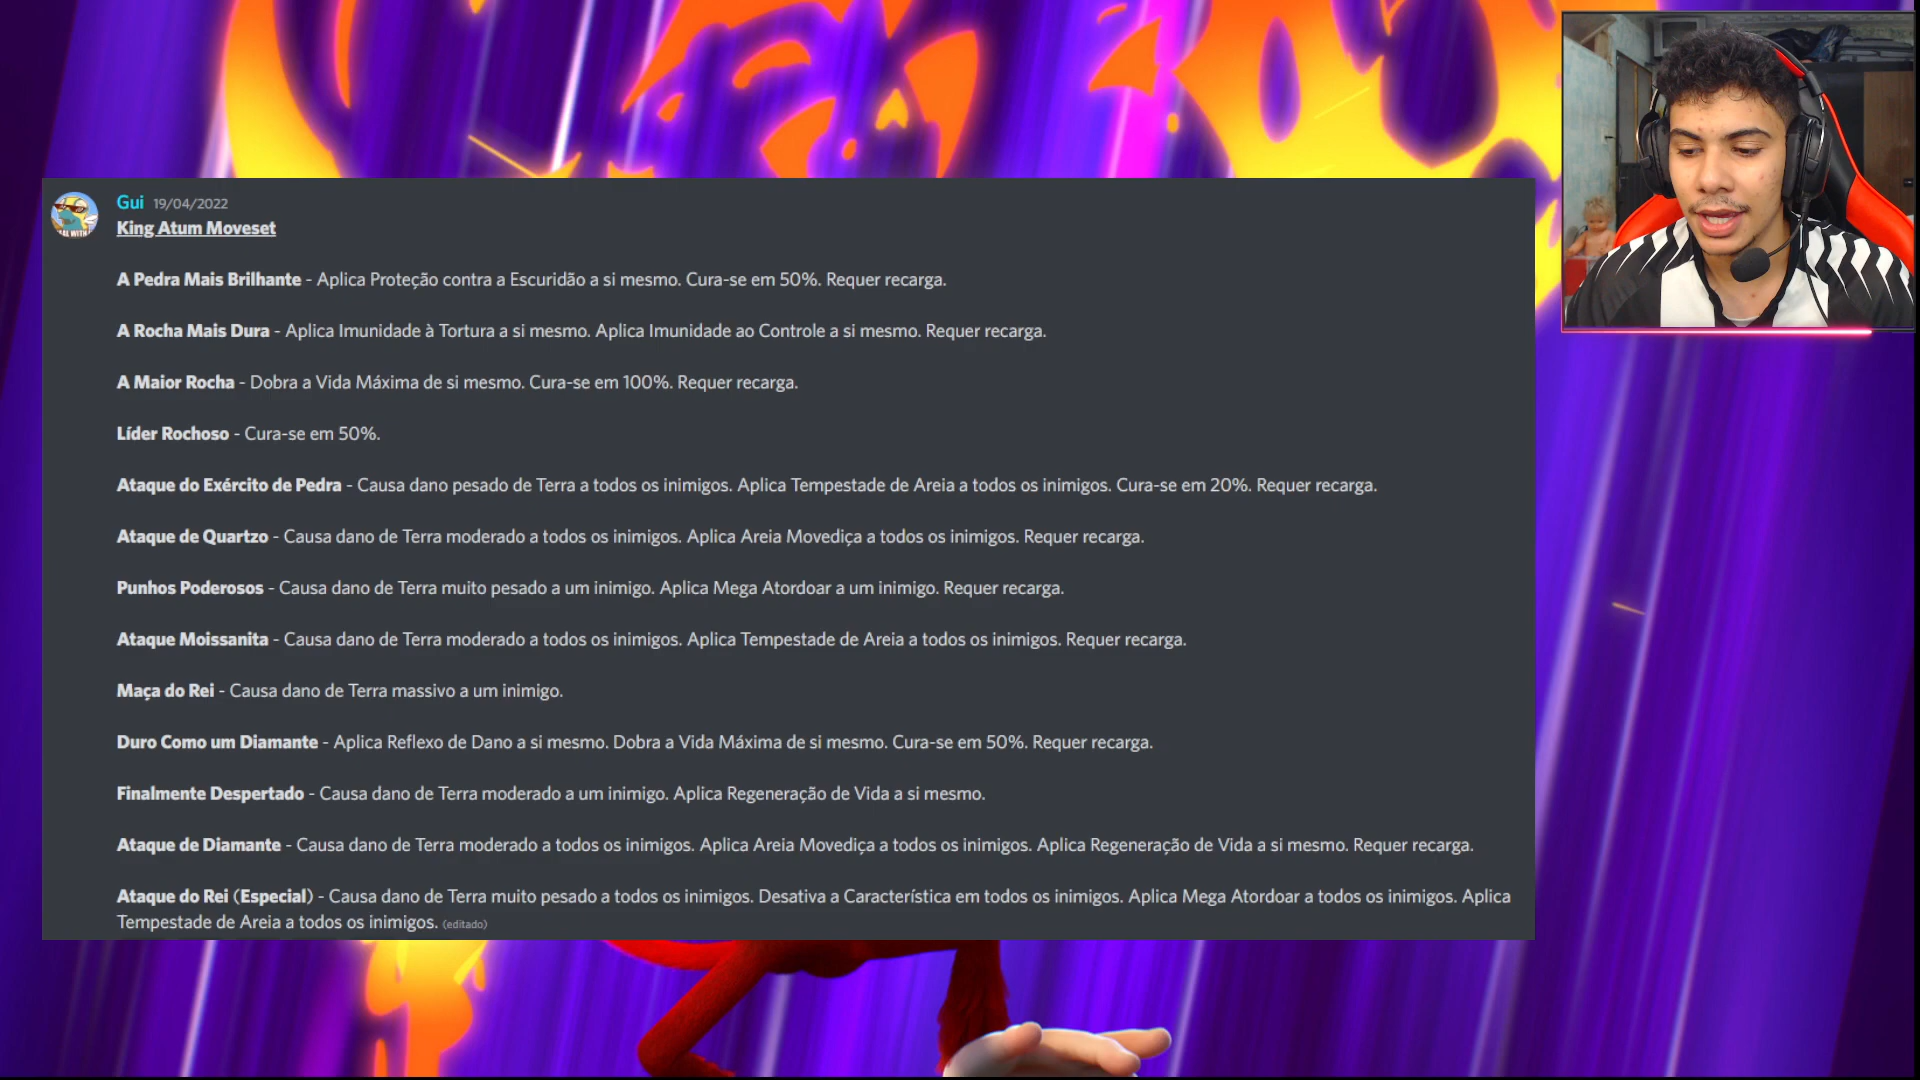 Gui 19/04/2022
King Atum Moveset
A Pedra Mais Brilhante - Aplica Proteção contra a Escuridão a si mesmo. Cura-se em 50%. Requer recarga.
A Rocha Mais Dura - Aplica Imunidade à Tortura a si mesmo. Aplica Imunidade ao Controle a si mesmo. Requer recarga.
A Maior Rocha - Dobra a Vida Máxima de si mesmo. Cura-se em 100%. Requer recarga.
Líder Rochoso - Cura-se em 50%.
Ataque do Exército de Pedra - Causa dano pesado de Terra a todos os inimigos. Aplica Tempestade de Areia a todos os inimigos. Cura-se em 20%. Requer recarga.
Ataque de Quartzo - Causa dano de Terra moderado a todos os inimigos. Aplica Areia Movediça a todos os inimigos. Requer recarga.
Punhos Poderosos - Causa dano de Terra muito pesado a um inimigo. Aplica Mega Atordoar a um inimigo. Requer recarga.
Ataque Moissanita - Causa dano de Terra moderado a todos os inimigos. Aplica Tempestade de Areia a todos os inimigos. Requer recarga.
Maça do Rei - Causa dano de Terra massivo a um inimigo.
Duro Como um Diamante - Aplica Reflexo de Dano a si mesmo. Dobra a Vida Máxima de si mesmo. Cura-se em 50%. Requer recarga.
Finalmente Despertado - Causa dano de Terra moderado a um inimigo. Aplica Regeneração de Vida a si mesmo.
Ataque de Diamante - Causa dano de Terra moderado a todos os inimigos. Aplica Areia Movediça a todos os inimigos. Aplica Regeneração de Vida a si mesmo. Requer recarga.
Ataque do Rei (Especial) - Causa dano de Terra muito pesado a todos os inimigos. Desativa a Característica em todos os inimigos. Aplica Mega Atordoar a todos os inimigos. Aplica
Tempestade de Areia a todos os inimigos. (editado)